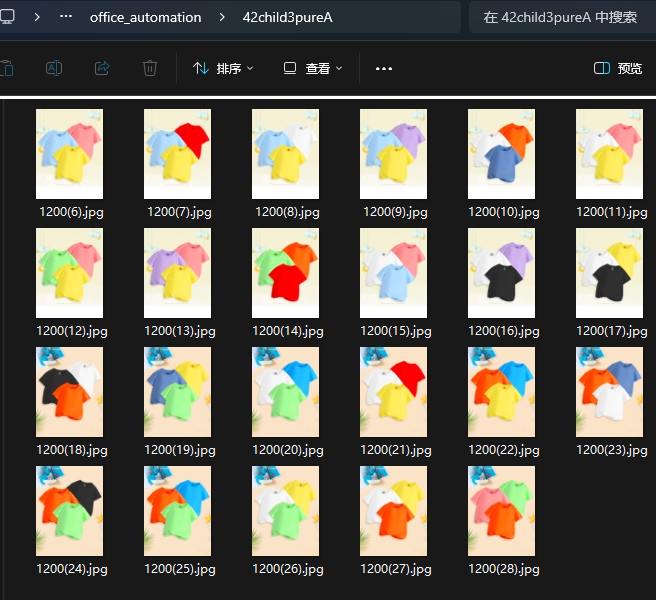 office_automation
42child3pureA
在 42child3pureA 中搜索
排序
查看
预览
1200(6).jpg
1200(7).jpg
1200(8).jpg
1200(9).jpg
1200(10).jpg
1200(11).jpg
1200(12).jpg
1200(13).jpg
1200(14).jpg
1200(15).jpg
1200(16).jpg
1200(17).jpg
1200(18).jpg
1200(19).jpg
1200(20).jpg
1200(21).jpg
1200(22).jpg
1200(23).jpg
1200(24).jpg
1200(25).jpg
1200(26).jpg
1200(27).jpg
1200(28).jpg